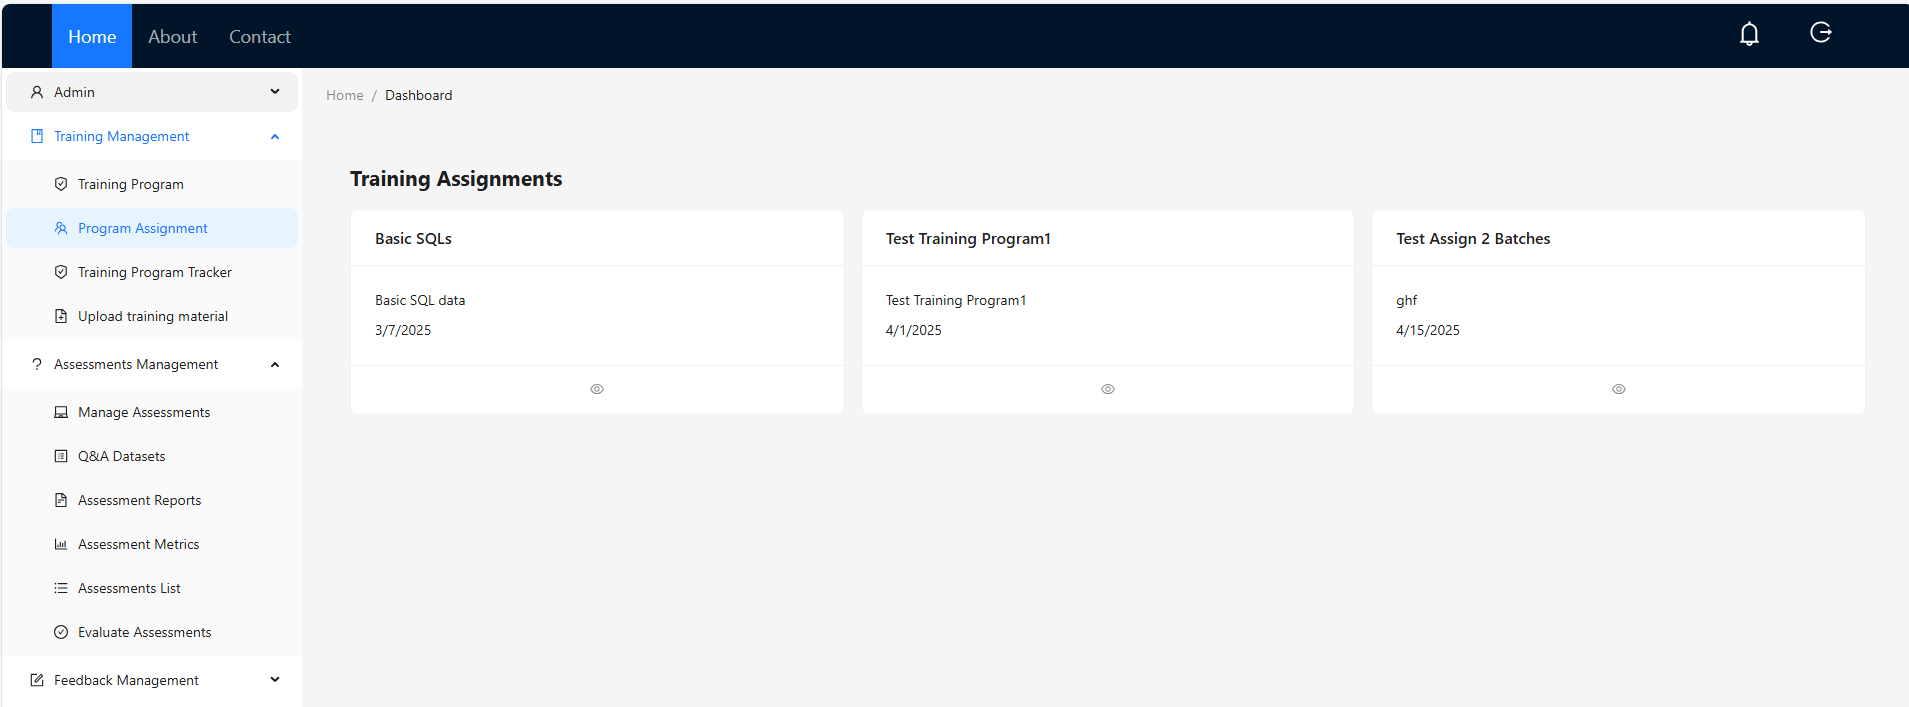 Home About Contact
Admin
Training Management
Training Program
Program Assignment
Training Program Tracker
Upload training material
Assessments Management
Manage Assessments
Q&A Datasets
Assessment Reports
Assessment Metrics
Assessments List
Evaluate Assessments
Feedback Management
Home / Dashboard
Training Assignments
Basic SQLs
Basic SQL data
3/7/2025
Test Training Program1
Test Training Program1
4/1/2025
Test Assign 2 Batches
ghf
4/15/2025